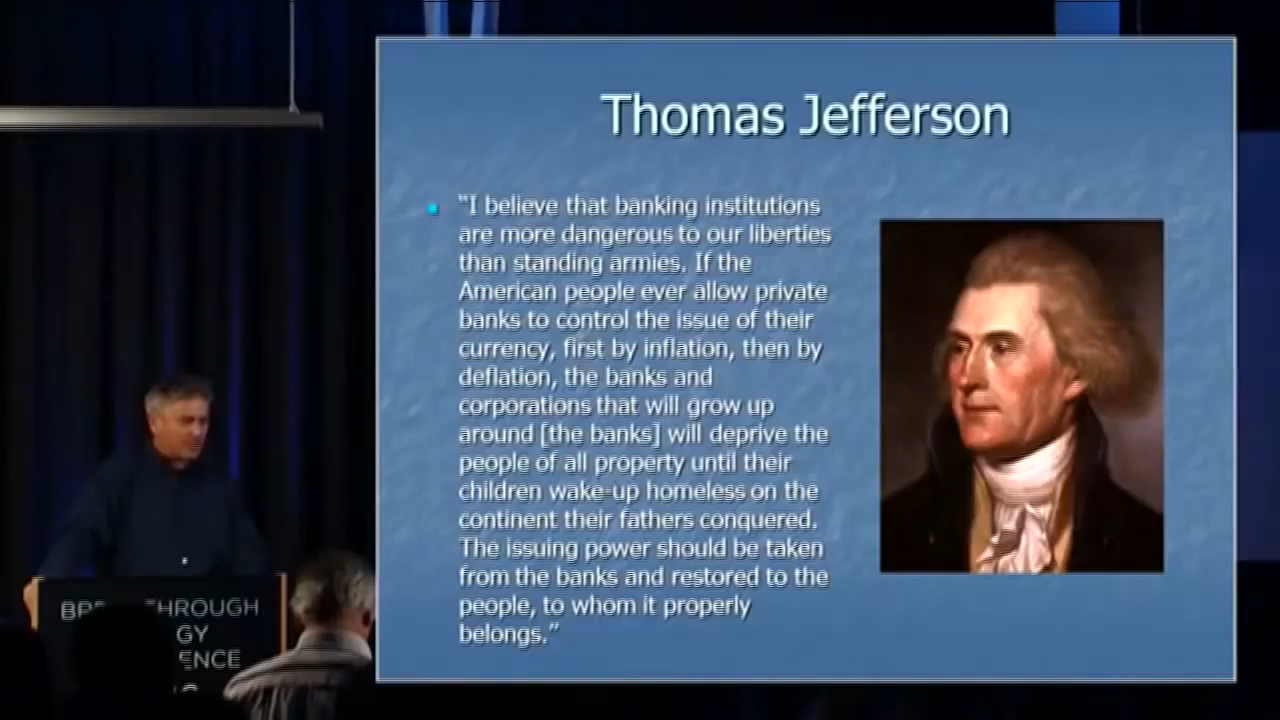 Thomas Jefferson
“I believe that banking institutions
are more dangerous to our liberties
than standing armies. If the
American people ever allow private
banks to control the issue of their
currency, first by inflation, then by
deflation, the banks and
corporations that will grow up
around [the banks] will deprive the
people of all property until their
children wake-up homeless on the
continent their fathers conquered.
The issuing power should be taken
from the banks and restored to the
people, to whom it properly
belongs.”